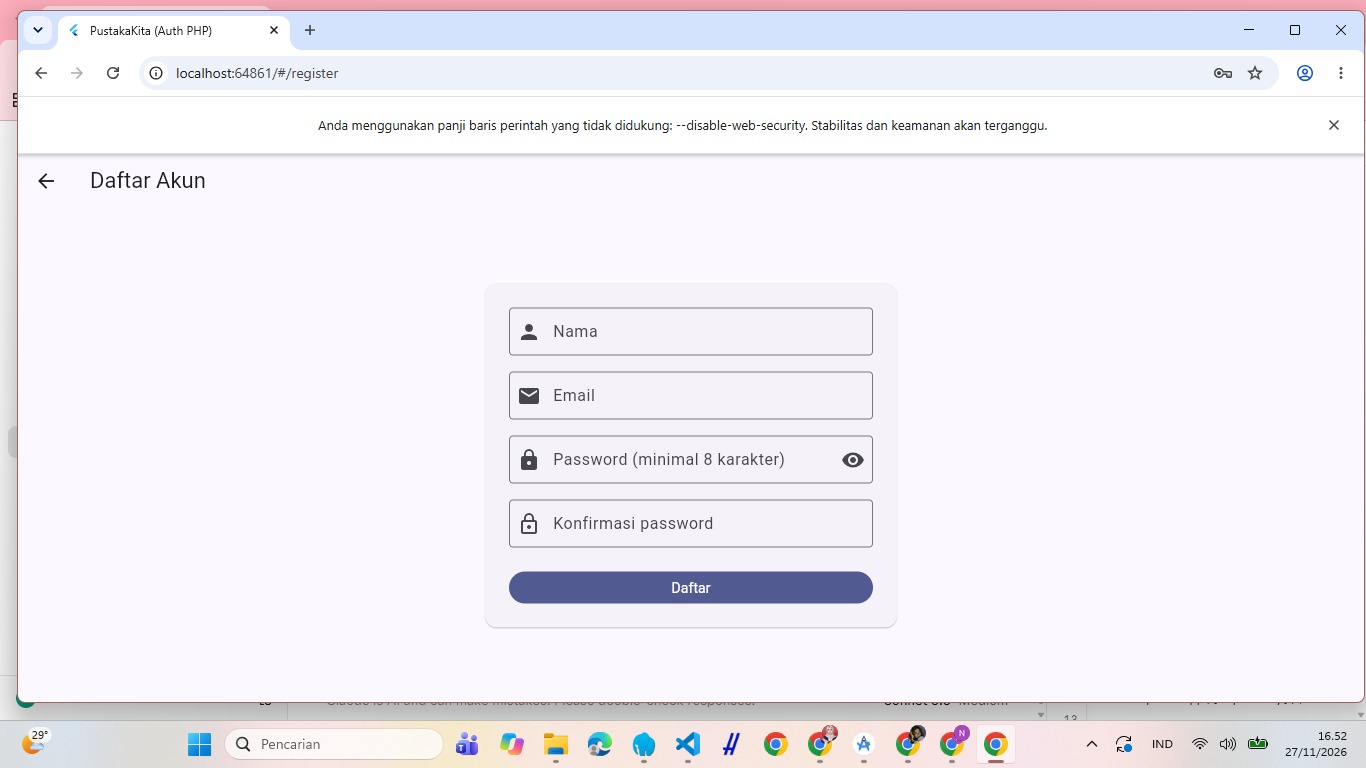 PustakaKita (Auth PHP)
localhost:64861/#/register
Anda menggunakan panji baris perintah yang tidak didukung: --disable-web-security. Stabilitas dan keamanan akan terganggu.
Daftar Akun
Nama
Email
Password (minimal 8 karakter)
Konfirmasi password
Daftar
29°
Pencarian
N
IND
16.52
27/11/2026